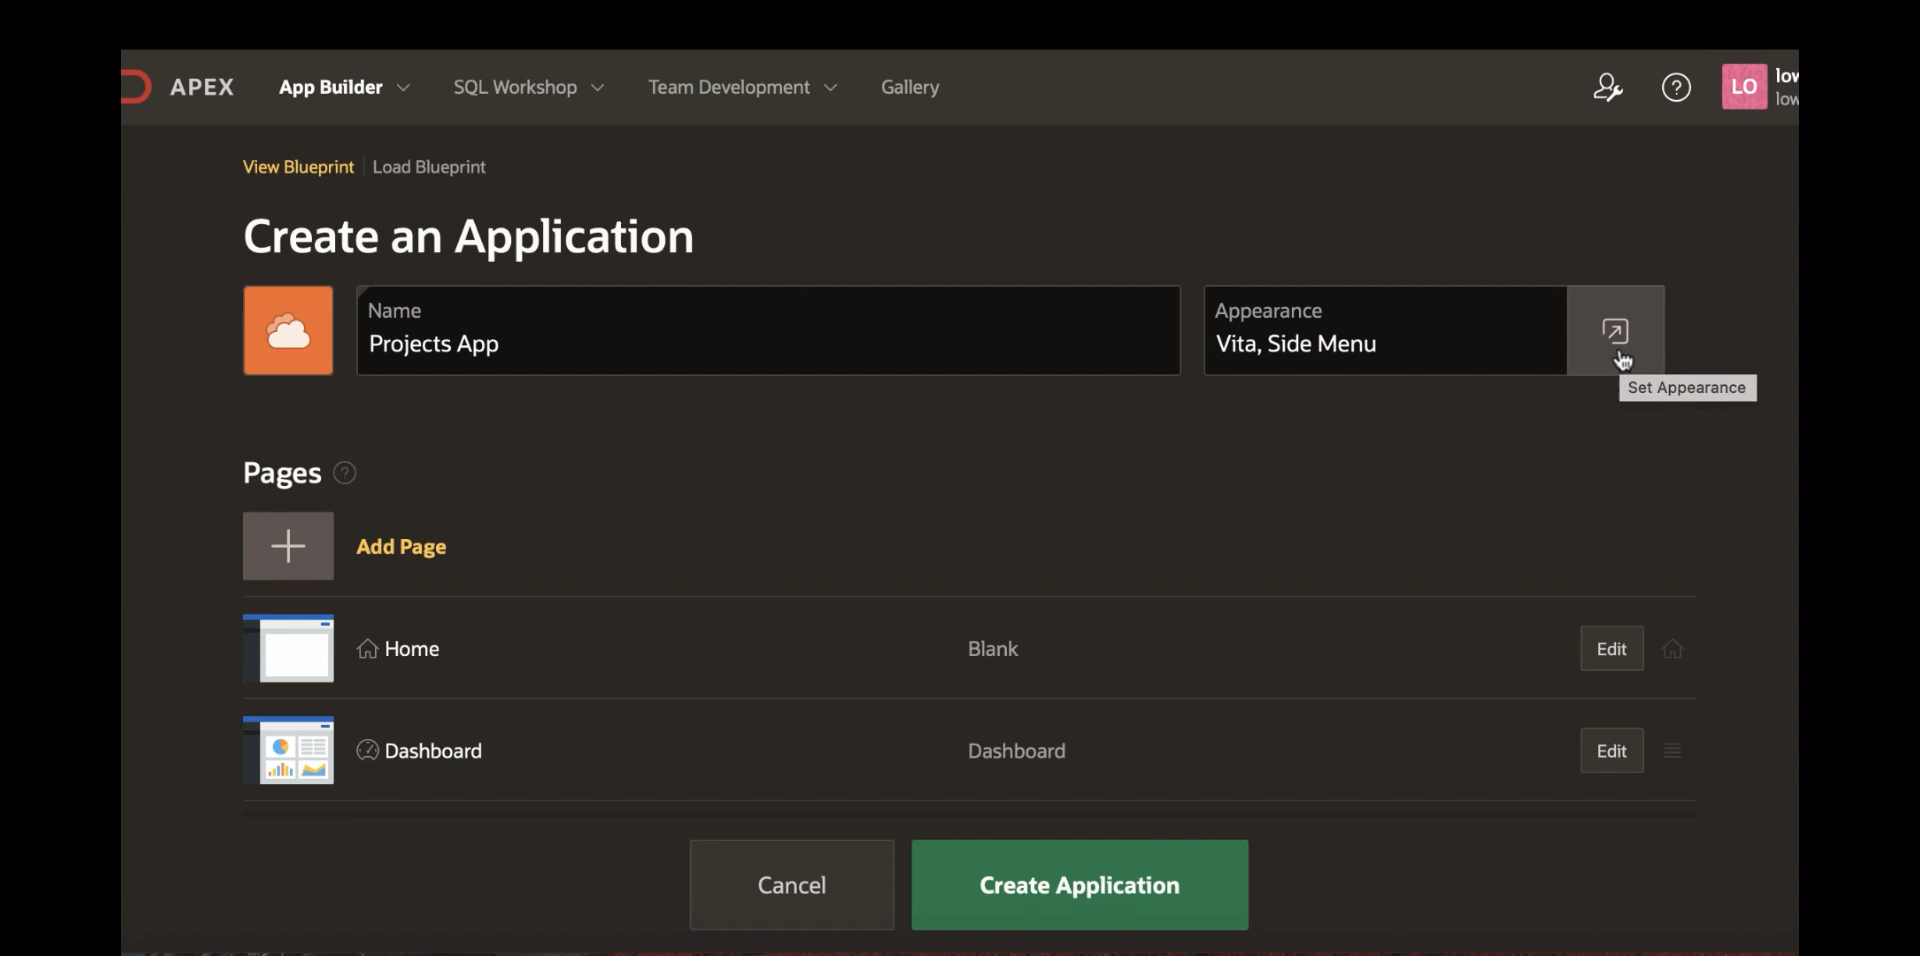 APEX App Builder SQL Workshop Team Development Gallery LO
View Blueprint Load Blueprint
Create an Application
Name
Projects App
Appearance
Vita, Side Menu
Set Appearance
Pages
Add Page
Home Blank Edit
Dashboard Dashboard Edit
Cancel Create Application